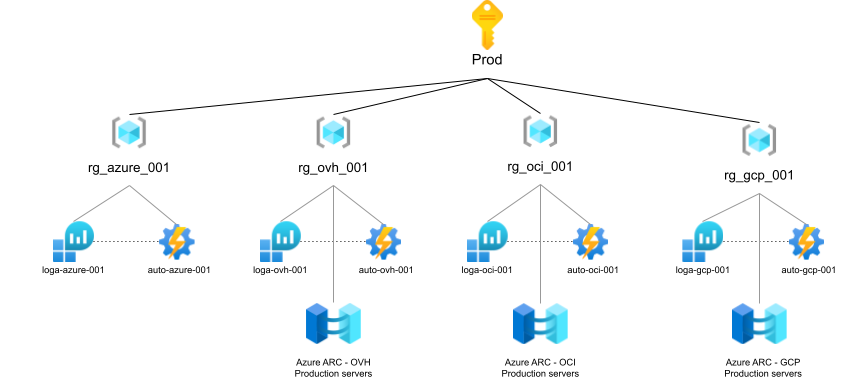 Prod
rg_azure_001
rg_ovh_001
rg_oci_001
rg_gcp_001
loga-azure-001
auto-azure-001
loga-ovh-001
auto-ovh-001
loga-oci-001
auto-oci-001
loga-gcp-001
auto-gcp-001
Azure ARC - OVH
Production servers
Azure ARC - OCI
Production servers
Azure ARC - GCP
Production servers